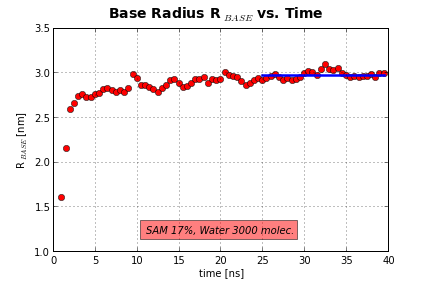 Base Radius R BASE vs. Time
3.5
3.0
2.5
2.0
1.5
1.0
R BASE [nm]
SAM 17%, Water 3000 molec.
0 5 10 15 20 25 30 35 40
time [ns]